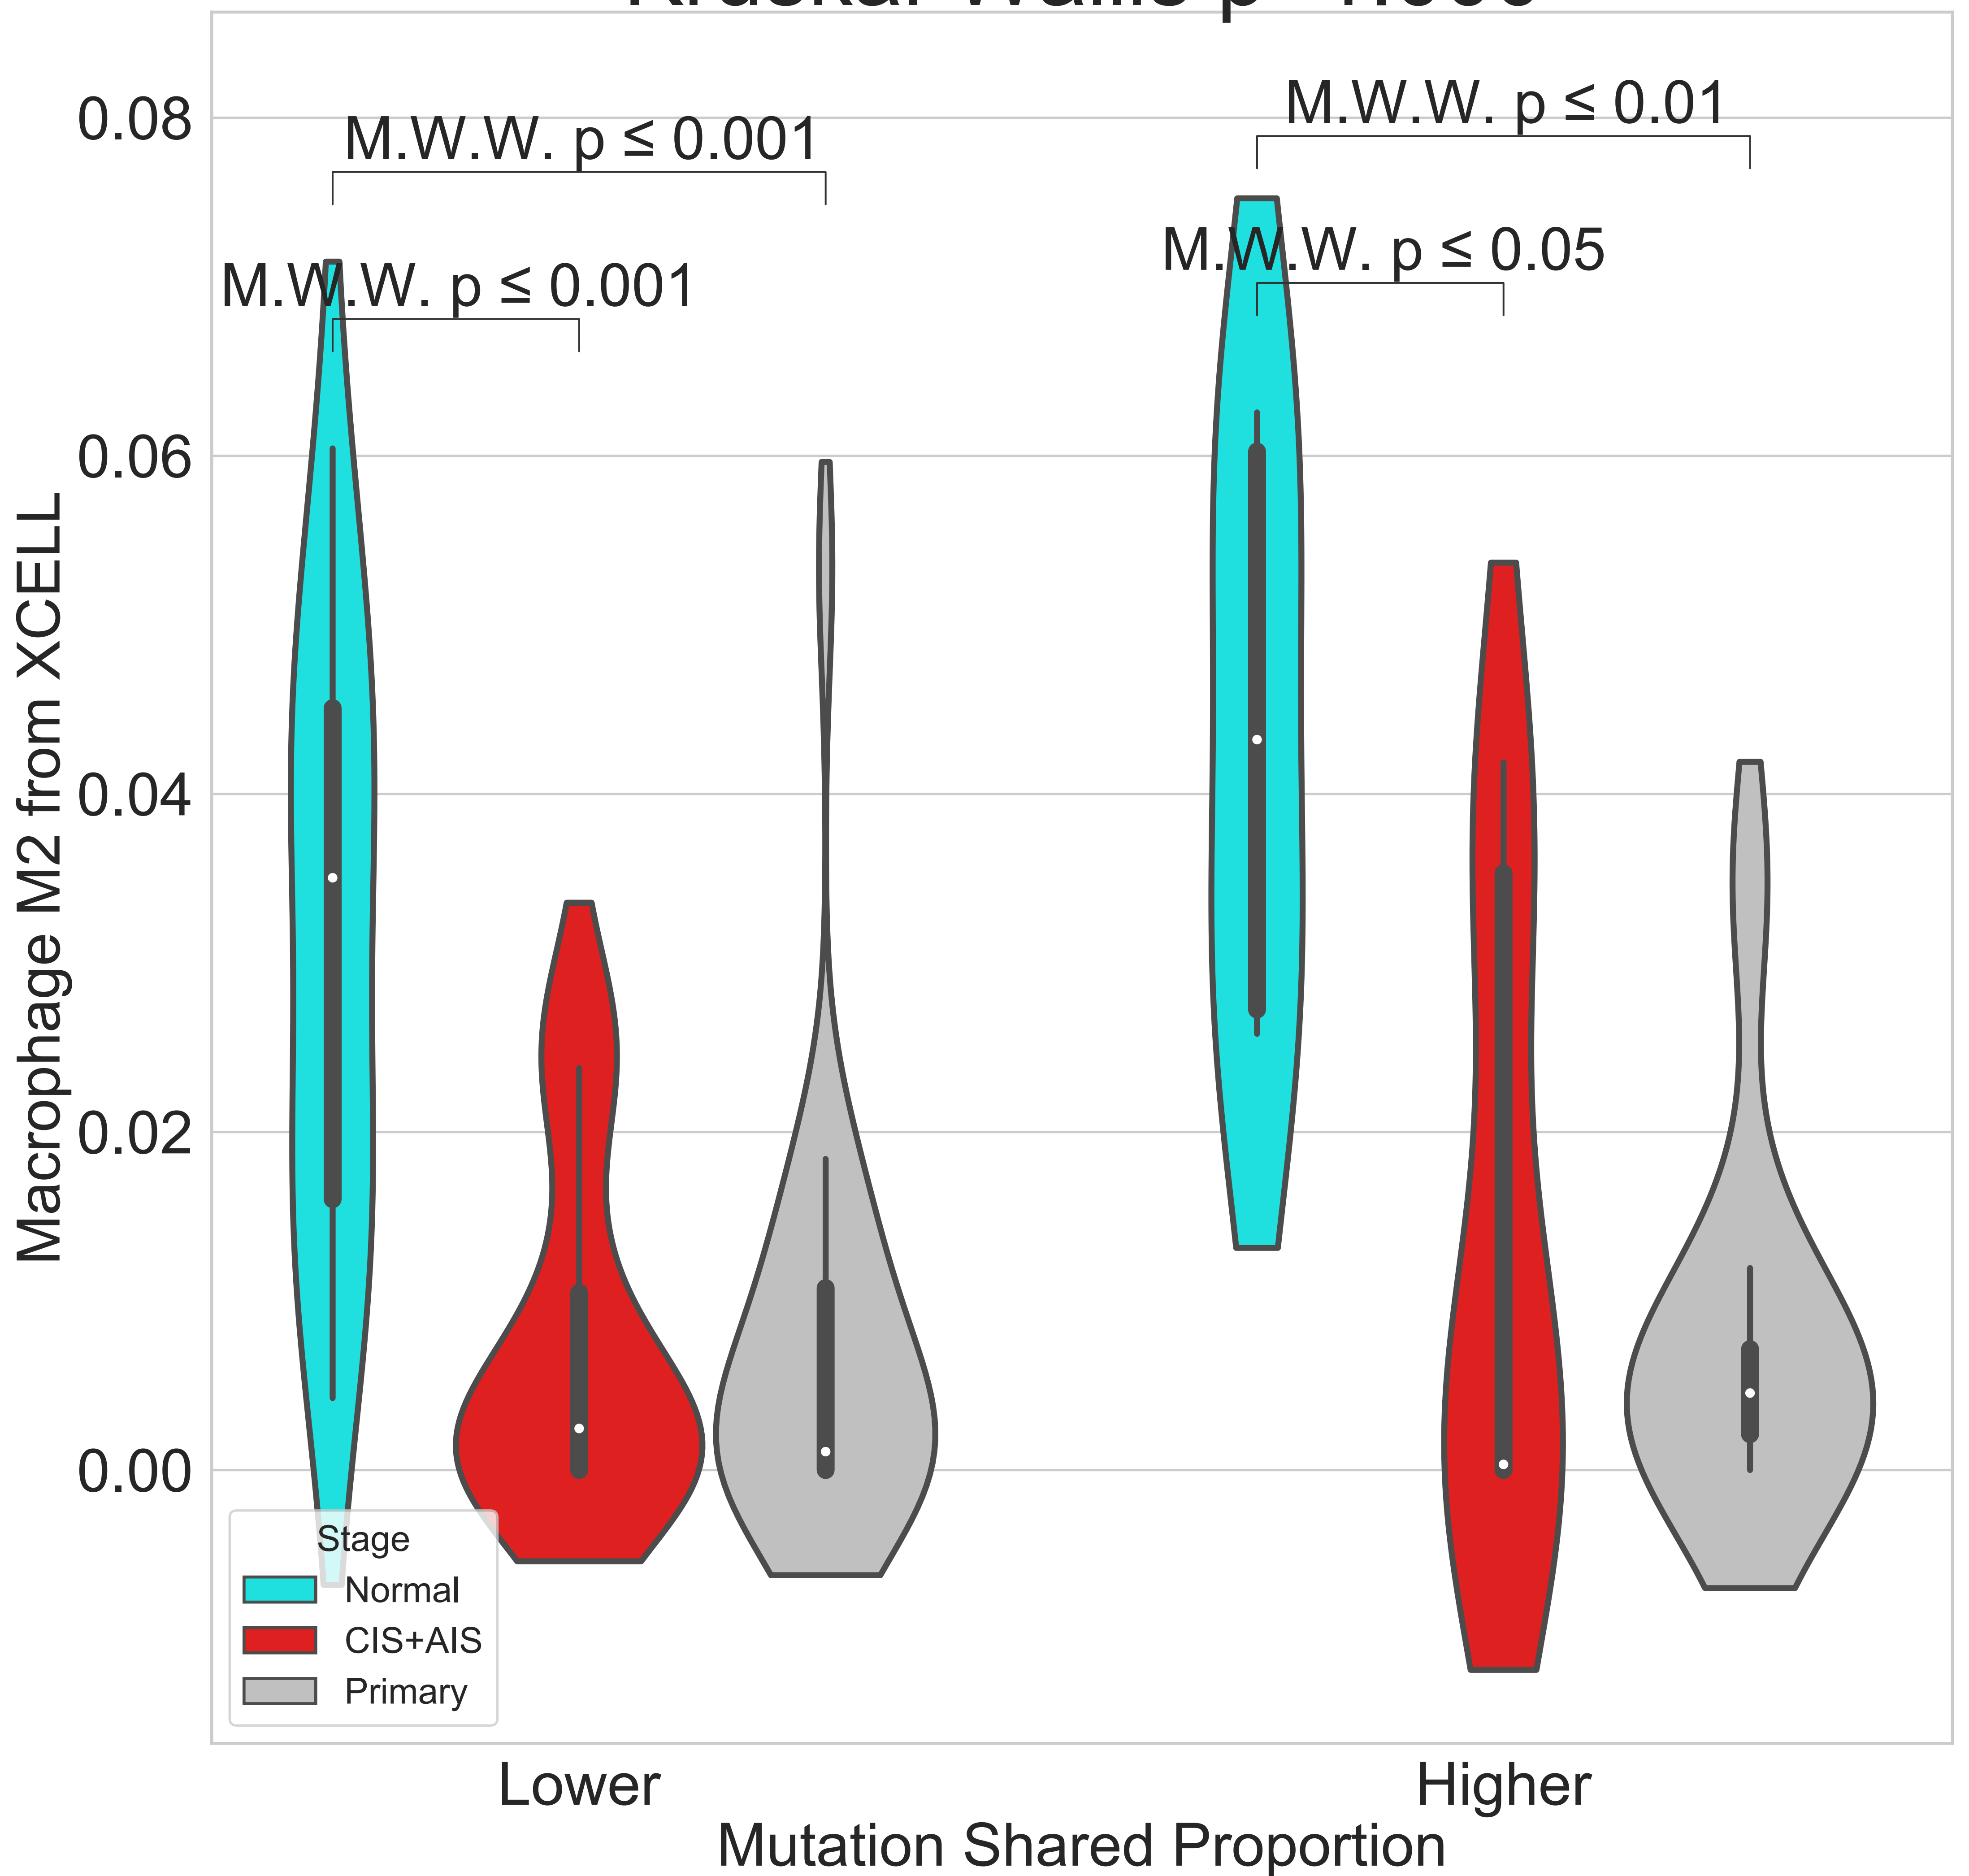 0.08
0.06
0.04
0.02
0.00
Macrophage M2 from XCELL
M.W.W. p ≤ 0.001
M.W.W. p ≤ 0.001
M.W.W. p ≤ 0.01
M.W.W. p ≤ 0.05
Stage
Normal
CIS+AIS
Primary
Lower
Higher
Mutation Shared Proportion